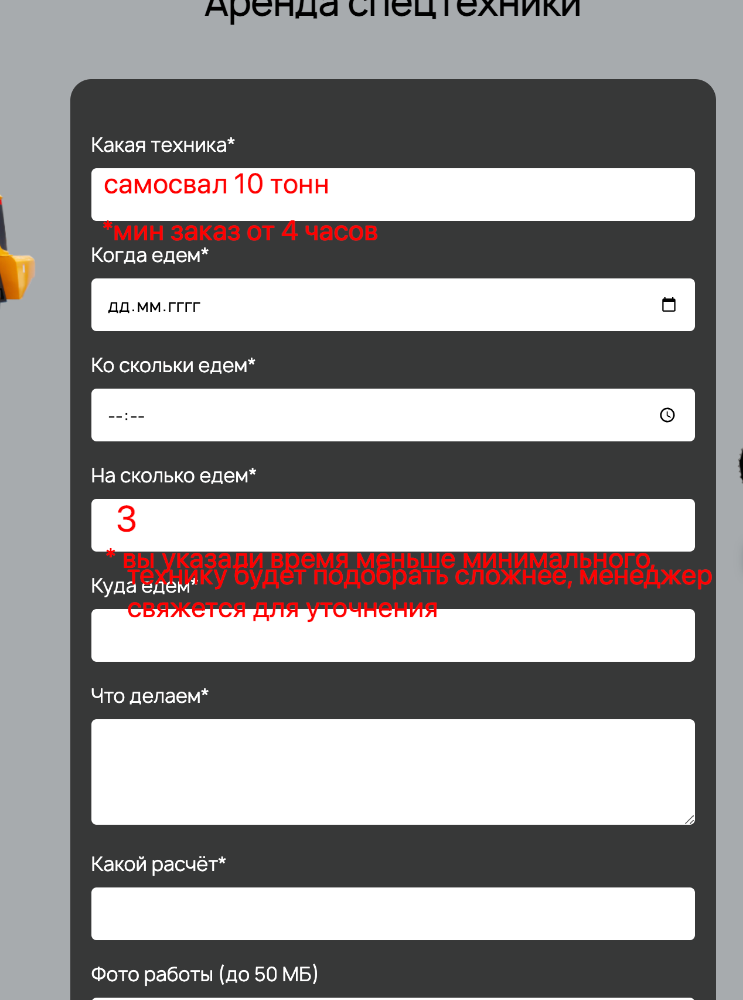 Аренда спецтехники
Какая техника*
самосвал 10 тонн
*мин заказ от 4 часов
Когда едем*
дд.мм.гггг
Ко скольки едем*
--:--
На сколько едем*
3
* вы указади время меньше минимального,
технику будет подобрать сложнее, менеджер
Куда едем*
свяжется для уточнения
Что делаем*
Какой расчёт*
Фото работы (до 50 МБ)